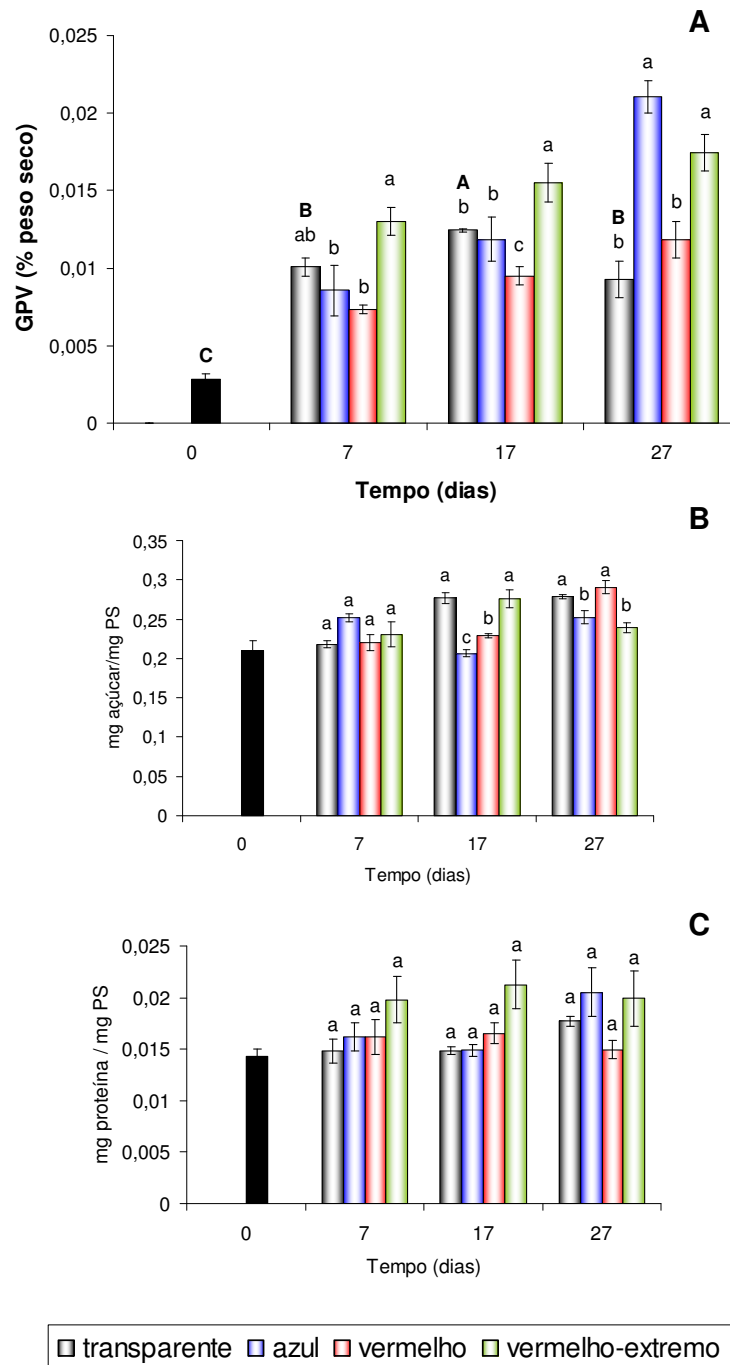 A
0,025
0,02
0,015
0,01
0,005
0
GPV (% peso seco)
C
B
ab
b
b
a
A
b
b
c
a
B
b
a
b
a
0 7 17 27
Tempo (dias)
B
0,35
0,3
0,25
0,2
0,15
0,1
0,05
0
mg açúcar/mg PS
a a a a
a c b a
a b a b
0 7 17 27
Tempo (dias)
C
0,025
0,02
0,015
0,01
0,005
0
mg proteína / mg PS
a a a a
a a a a
a a a a
0 7 17 27
Tempo (dias)
transparente azul vermelho vermelho-extremo